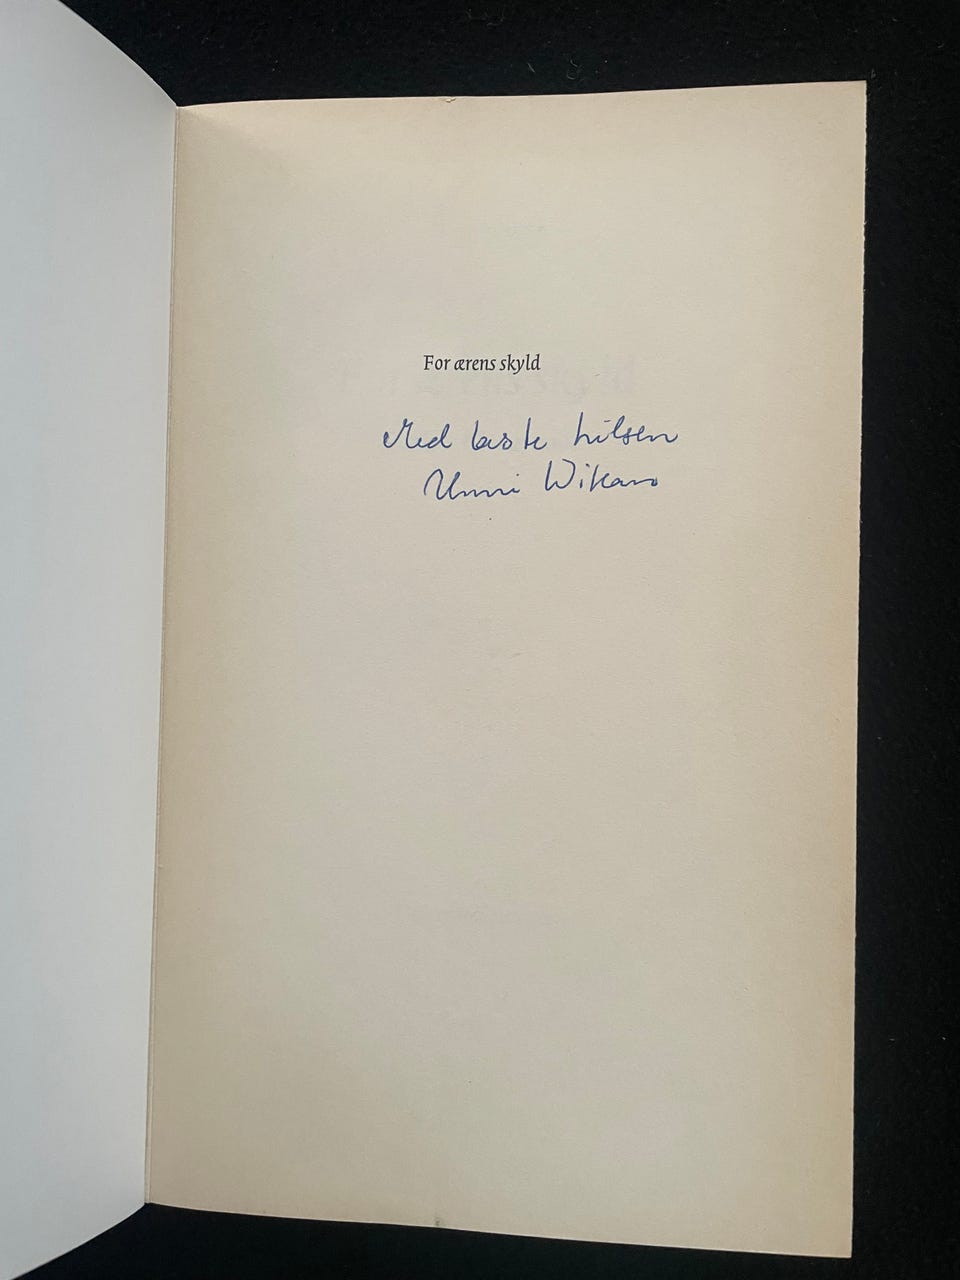 For ærens skyld
Med beste hilsen
Unni Wikan